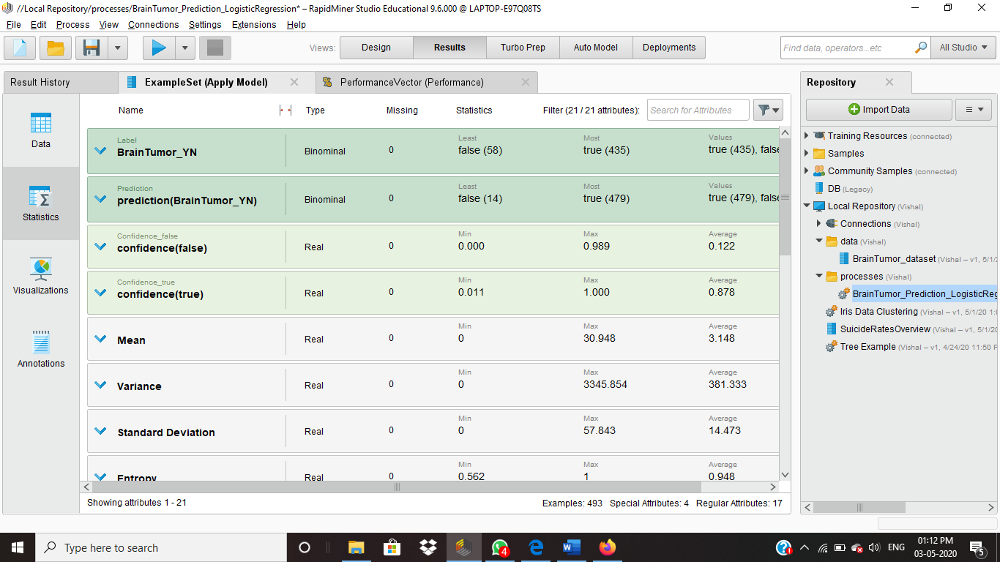 //Local Repository/processes/BrainTumor_Prediction_LogisticRegression* – RapidMiner Studio Educational 9.6.000 @ LAPTOP-E97Q08TS
File Edit Process View Connections Settings Extensions Help
Views: Design Results Turbo Prep Auto Model Deployments Find data, operators...etc All Studio
Result History ExampleSet (Apply Model) PerformanceVector (Performance)
Data
Statistics
Visualizations
Annotations
Name Type Missing Statistics Filter (21 / 21 attributes): Search for Attributes
Label Least Most Values
BrainTumor_YN Binominal 0 false (58) true (435) true (435), false
Prediction Least Most Values
prediction(BrainTumor_YN) Binominal 0 false (14) true (479) true (479), false
Confidence_false Min Max Average
confidence(false) Real 0 0.000 0.989 0.122
Confidence_true Min Max Average
confidence(true) Real 0 0.011 1.000 0.878
Min Max Average
Mean Real 0 0 30.948 3.148
Min Max Average
Variance Real 0 0 3345.854 381.333
Min Max Average
Standard Deviation Real 0 0 57.843 14.473
Min Max Average
Entropy Real 0 0.562 1 0.948
Showing attributes 1 - 21 Examples: 493 Special Attributes: 4 Regular Attributes: 17
Repository
Import Data
Training Resources (connected)
Samples
Community Samples (connected)
DB (Legacy)
Local Repository (Vishal)
Connections (Vishal)
data (Vishal)
BrainTumor_dataset (Vishal – v1, 5/1/2
processes (Vishal)
BrainTumor_Prediction_LogisticReg
Iris Data Clustering (Vishal – v1, 5/1/20 1:0
SuicideRatesOverview (Vishal – v1, 5/1/20
Tree Example (Vishal – v1, 4/24/20 11:50 P
Type here to search 4 ENG 01:12 PM
03-05-2020 5